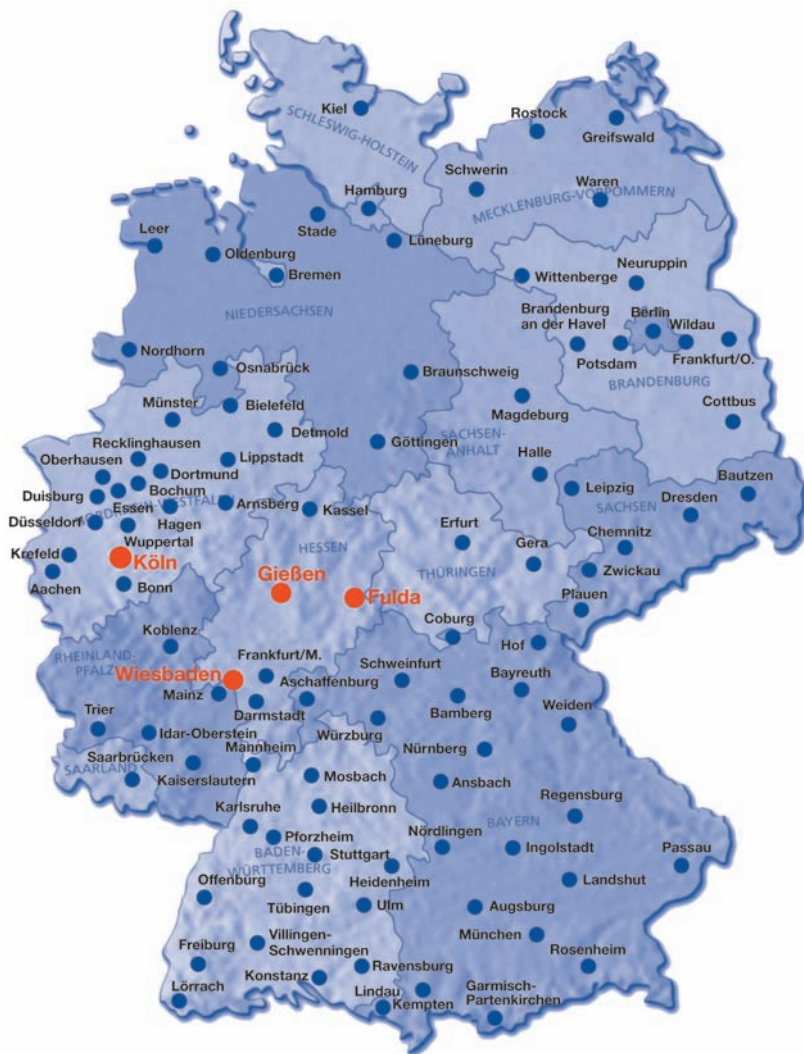 Kiel
SCHLESWIG-HOLSTEIN
Rostock
Greifswald
Schwerin
Waren
MECKLENBURG-VORPOMMERN
Hamburg
Stade
Lüneburg
Leer
Oldenburg
Bremen
Wittenberge
Neuruppin
NIEDERSACHSEN
Brandenburg
an der Havel
Berlin
Wildau
Potsdam
Frankfurt/O.
BRANDENBURG
Nordhorn
Osnabrück
Braunschweig
Münster
Bielefeld
Magdeburg
Cottbus
Detmold
Göttingen
SACHSEN-
ANHALT
Recklinghausen
Oberhausen
Dortmund
Lippstadt
Halle
Duisburg
Bochum
Leipzig
Bautzen
NORDRHEIN-WESTFALEN
Essen
Arnsberg
Kassel
SACHSEN
Dresden
Düsseldorf
Hagen
Wuppertal
Erfurt
Chemnitz
HESSEN
Krefeld
Köln
Gera
Zwickau
Gießen
THÜRINGEN
Aachen
Bonn
Fulda
Plauen
Koblenz
Coburg
Hof
RHEINLAND-
PFALZ
Frankfurt/M.
Schweinfurt
Wiesbaden
Aschaffenburg
Bayreuth
Mainz
Darmstadt
Bamberg
Weiden
Trier
Idar-Oberstein
Würzburg
Mannheim
Nürnberg
Saarbrücken
SAARLAND
Kaiserslautern
Mosbach
Ansbach
Karlsruhe
Heilbronn
Regensburg
BAYERN
Pforzheim
Nördlingen
BADEN-
WÜRTTEMBERG
Stuttgart
Ingolstadt
Passau
Offenburg
Heidenheim
Landshut
Tübingen
Ulm
Augsburg
Villingen-
Schwenningen
München
Freiburg
Rosenheim
Konstanz
Ravensburg
Lörrach
Lindau
Kempten
Garmisch-
Partenkirchen